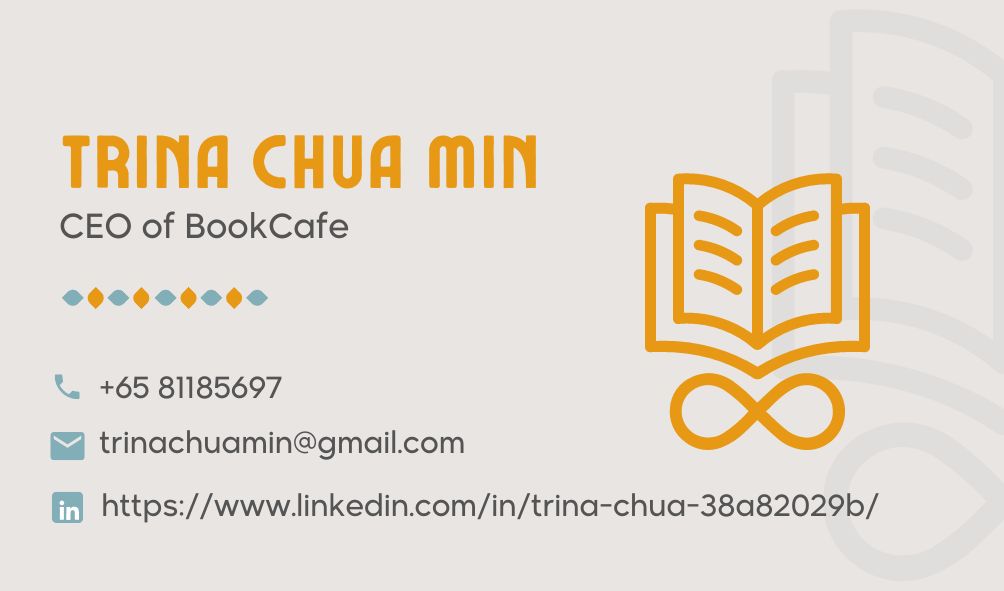 TRINA CHUA MIN
CEO of BookCafe
+65 81185697
trinachuamin@gmail.com
in https://www.linkedin.com/in/trina-chua-38a82029b/